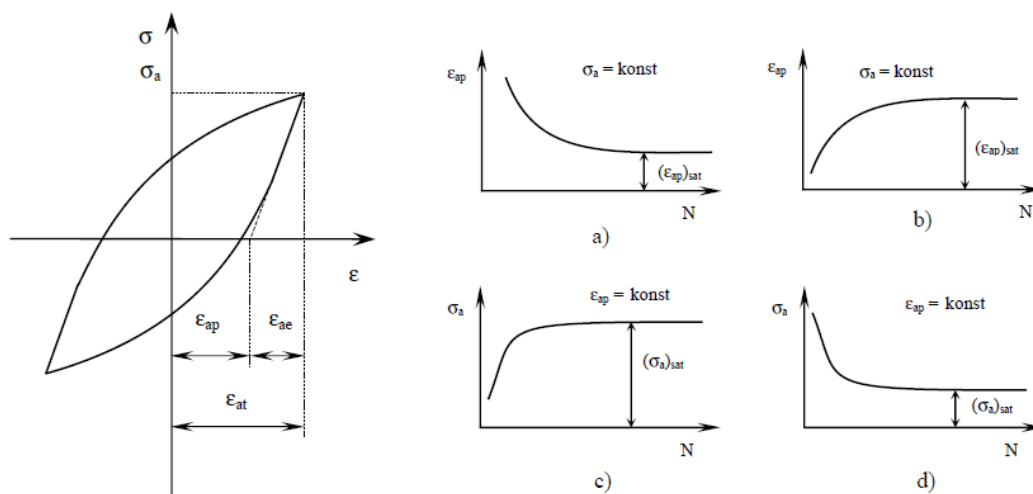 σ
σa
ε
εap
εae
εat
εap
σa = konst
(εap)sat
N
a)
εap
σa = konst
(εap)sat
N
b)
σa
εap = konst
(σa)sat
N
c)
σa
εap = konst
(σa)sat
N
d)